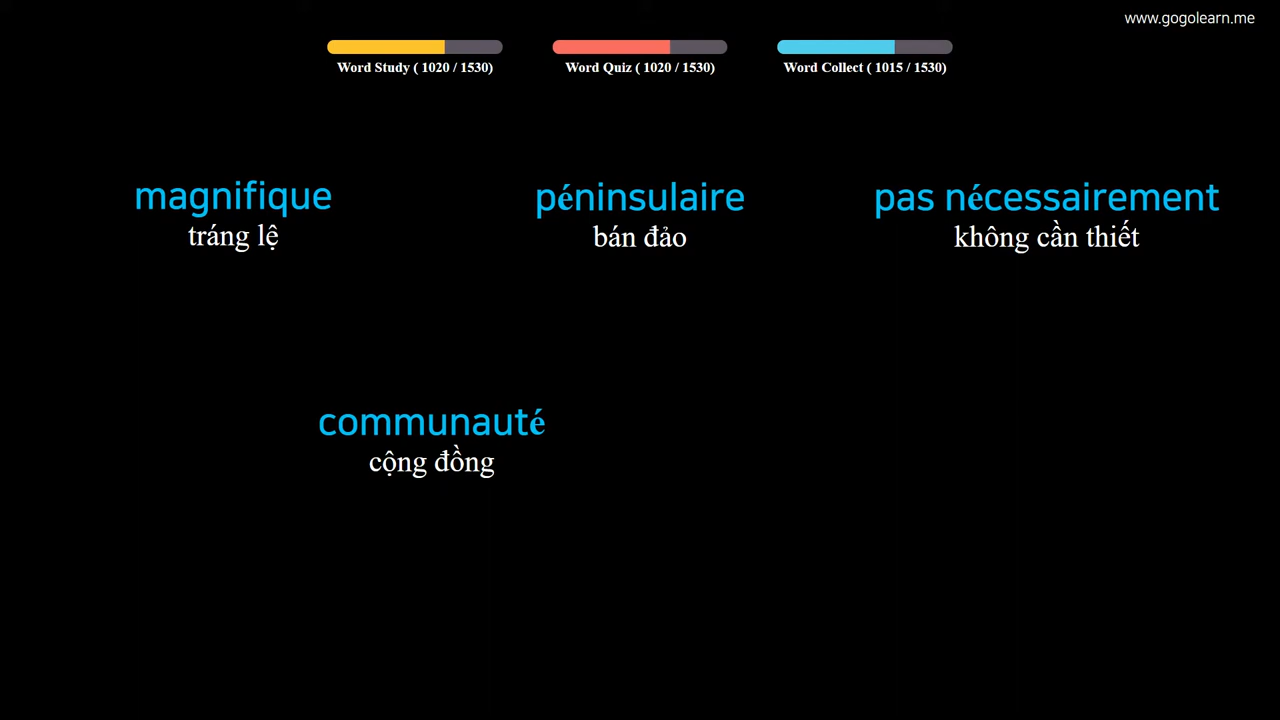 www.gogolearn.me
Word Study ( 1020 / 1530)
Word Quiz ( 1020 / 1530)
Word Collect ( 1015 / 1530)
magnifique
tráng lệ
péninsulaire
bán đảo
pas nécessairement
không cần thiết
communauté
cộng đồng